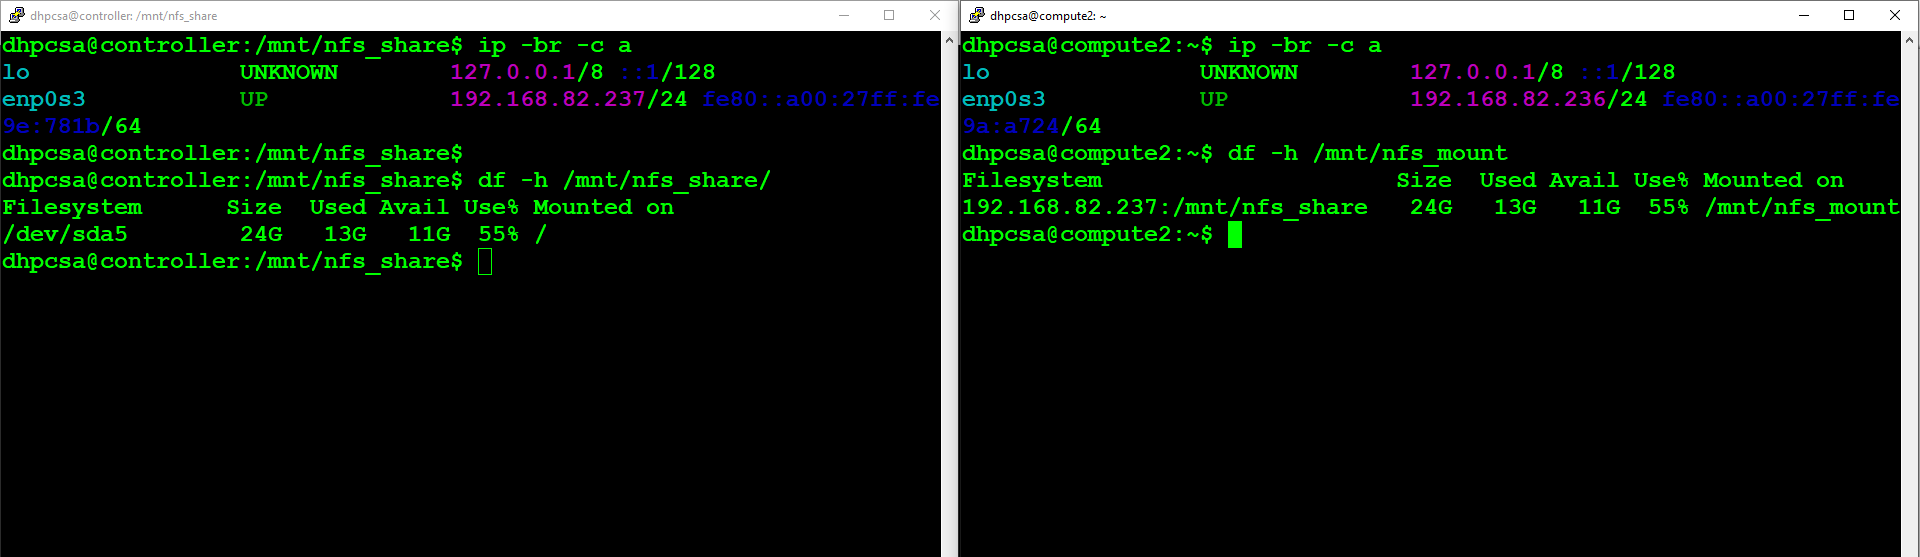 dhpcsa@controller: /mnt/nfs_share
dhpcsa@controller:/mnt/nfs_share$ ip -br -c a
lo               UNKNOWN        127.0.0.1/8 ::1/128
enp0s3           UP             192.168.82.237/24 fe80::a00:27ff:fe
9e:781b/64
dhpcsa@controller:/mnt/nfs_share$
dhpcsa@controller:/mnt/nfs_share$ df -h /mnt/nfs_share/
Filesystem      Size  Used Avail Use% Mounted on
/dev/sda5        24G   13G   11G  55% /
dhpcsa@controller:/mnt/nfs_share$
dhpcsa@compute2: ~
dhpcsa@compute2:~$ ip -br -c a
lo               UNKNOWN        127.0.0.1/8 ::1/128
enp0s3           UP             192.168.82.236/24 fe80::a00:27ff:fe
9a:a724/64
dhpcsa@compute2:~$ df -h /mnt/nfs_mount
Filesystem                     Size  Used Avail Use% Mounted on
192.168.82.237:/mnt/nfs_share   24G   13G   11G  55% /mnt/nfs_mount
dhpcsa@compute2:~$